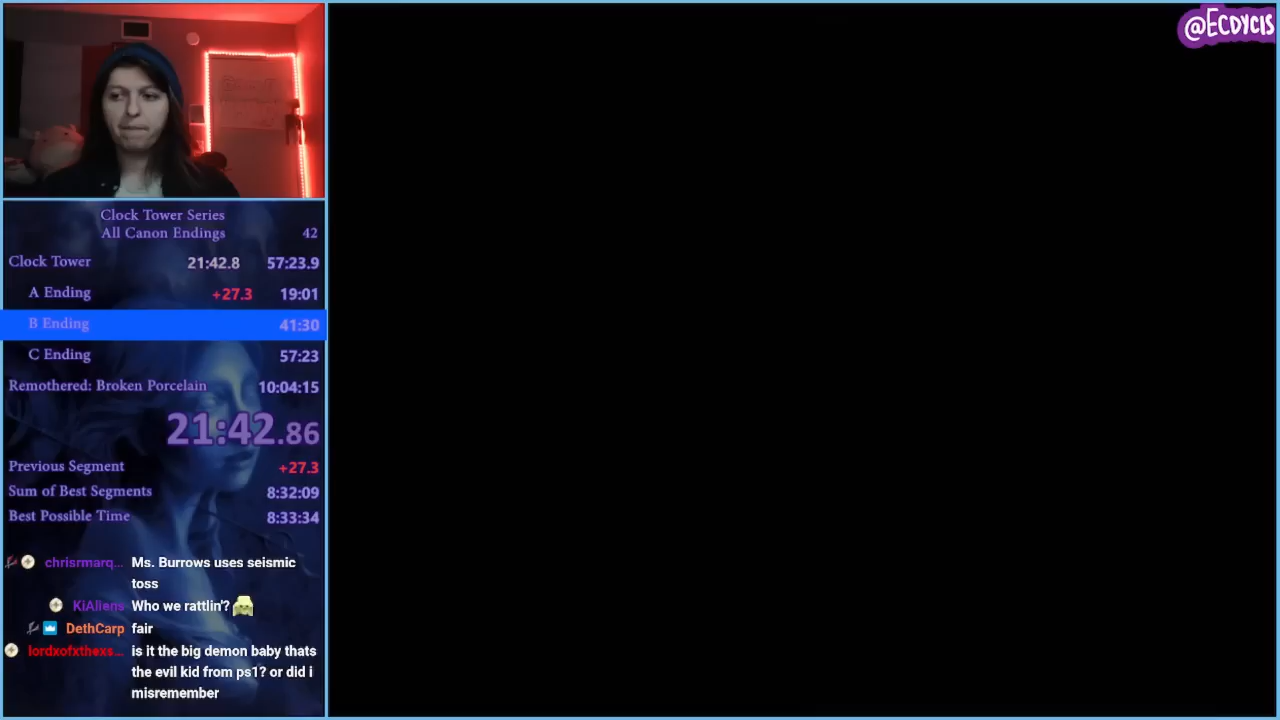 @ECDYCIS
Clock Tower Series
All Canon Endings 42
Clock Tower 21:42.8 57:23.9
A Ending +27.3 19:01
B Ending 41:30
C Ending 57:23
Remothered: Broken Porcelain 10:04:15
21:42.86
Previous Segment +27.3
Sum of Best Segments 8:32:09
Best Possible Time 8:33:34
chrisrmarq... Ms. Burrows uses seismic
toss
KiAliens Who we rattlin'?
DethCarp fair
lordxofxthexs... is it the big demon baby thats
the evil kid from ps1? or did i
misremember